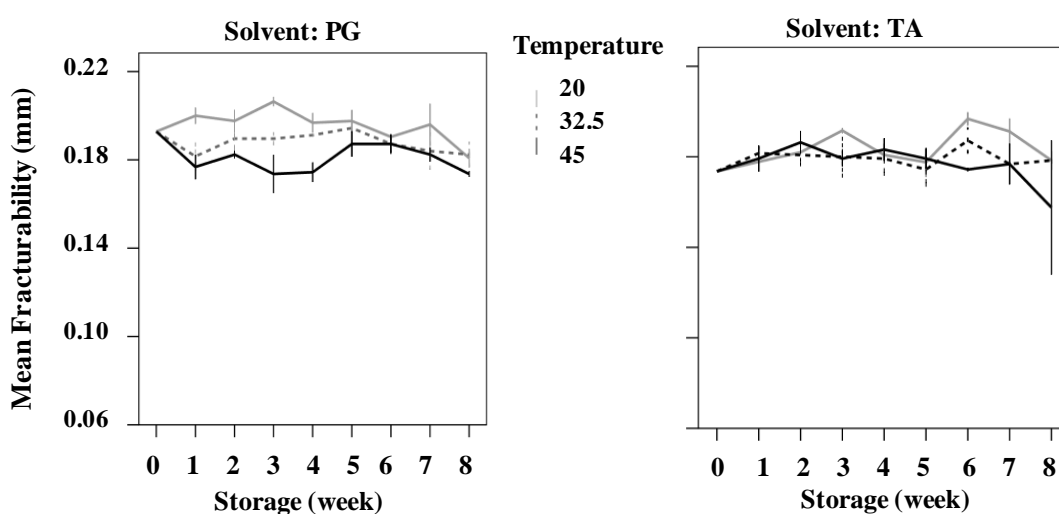 Solvent: PG
Mean Fracturability (mm)
0.22
0.18
0.14
0.10
0.06
0 1 2 3 4 5 6 7 8
Storage (week)
Temperature
20
32.5
45
Solvent: TA
0 1 2 3 4 5 6 7 8
Storage (week)